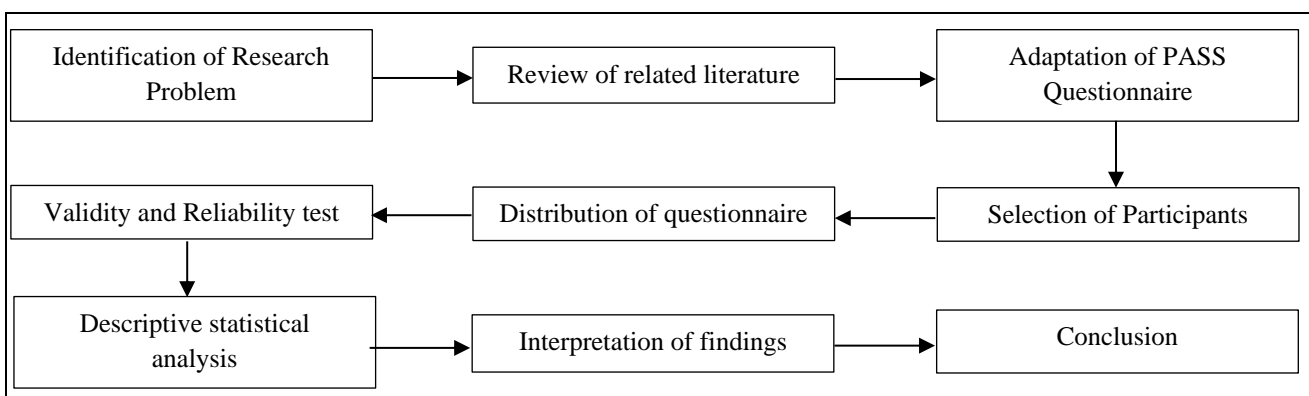 Identification of Research
Problem
Review of related literature
Adaptation of PASS
Questionnaire
Validity and Reliability test
Distribution of questionnaire
Selection of Participants
Descriptive statistical
analysis
Interpretation of findings
Conclusion